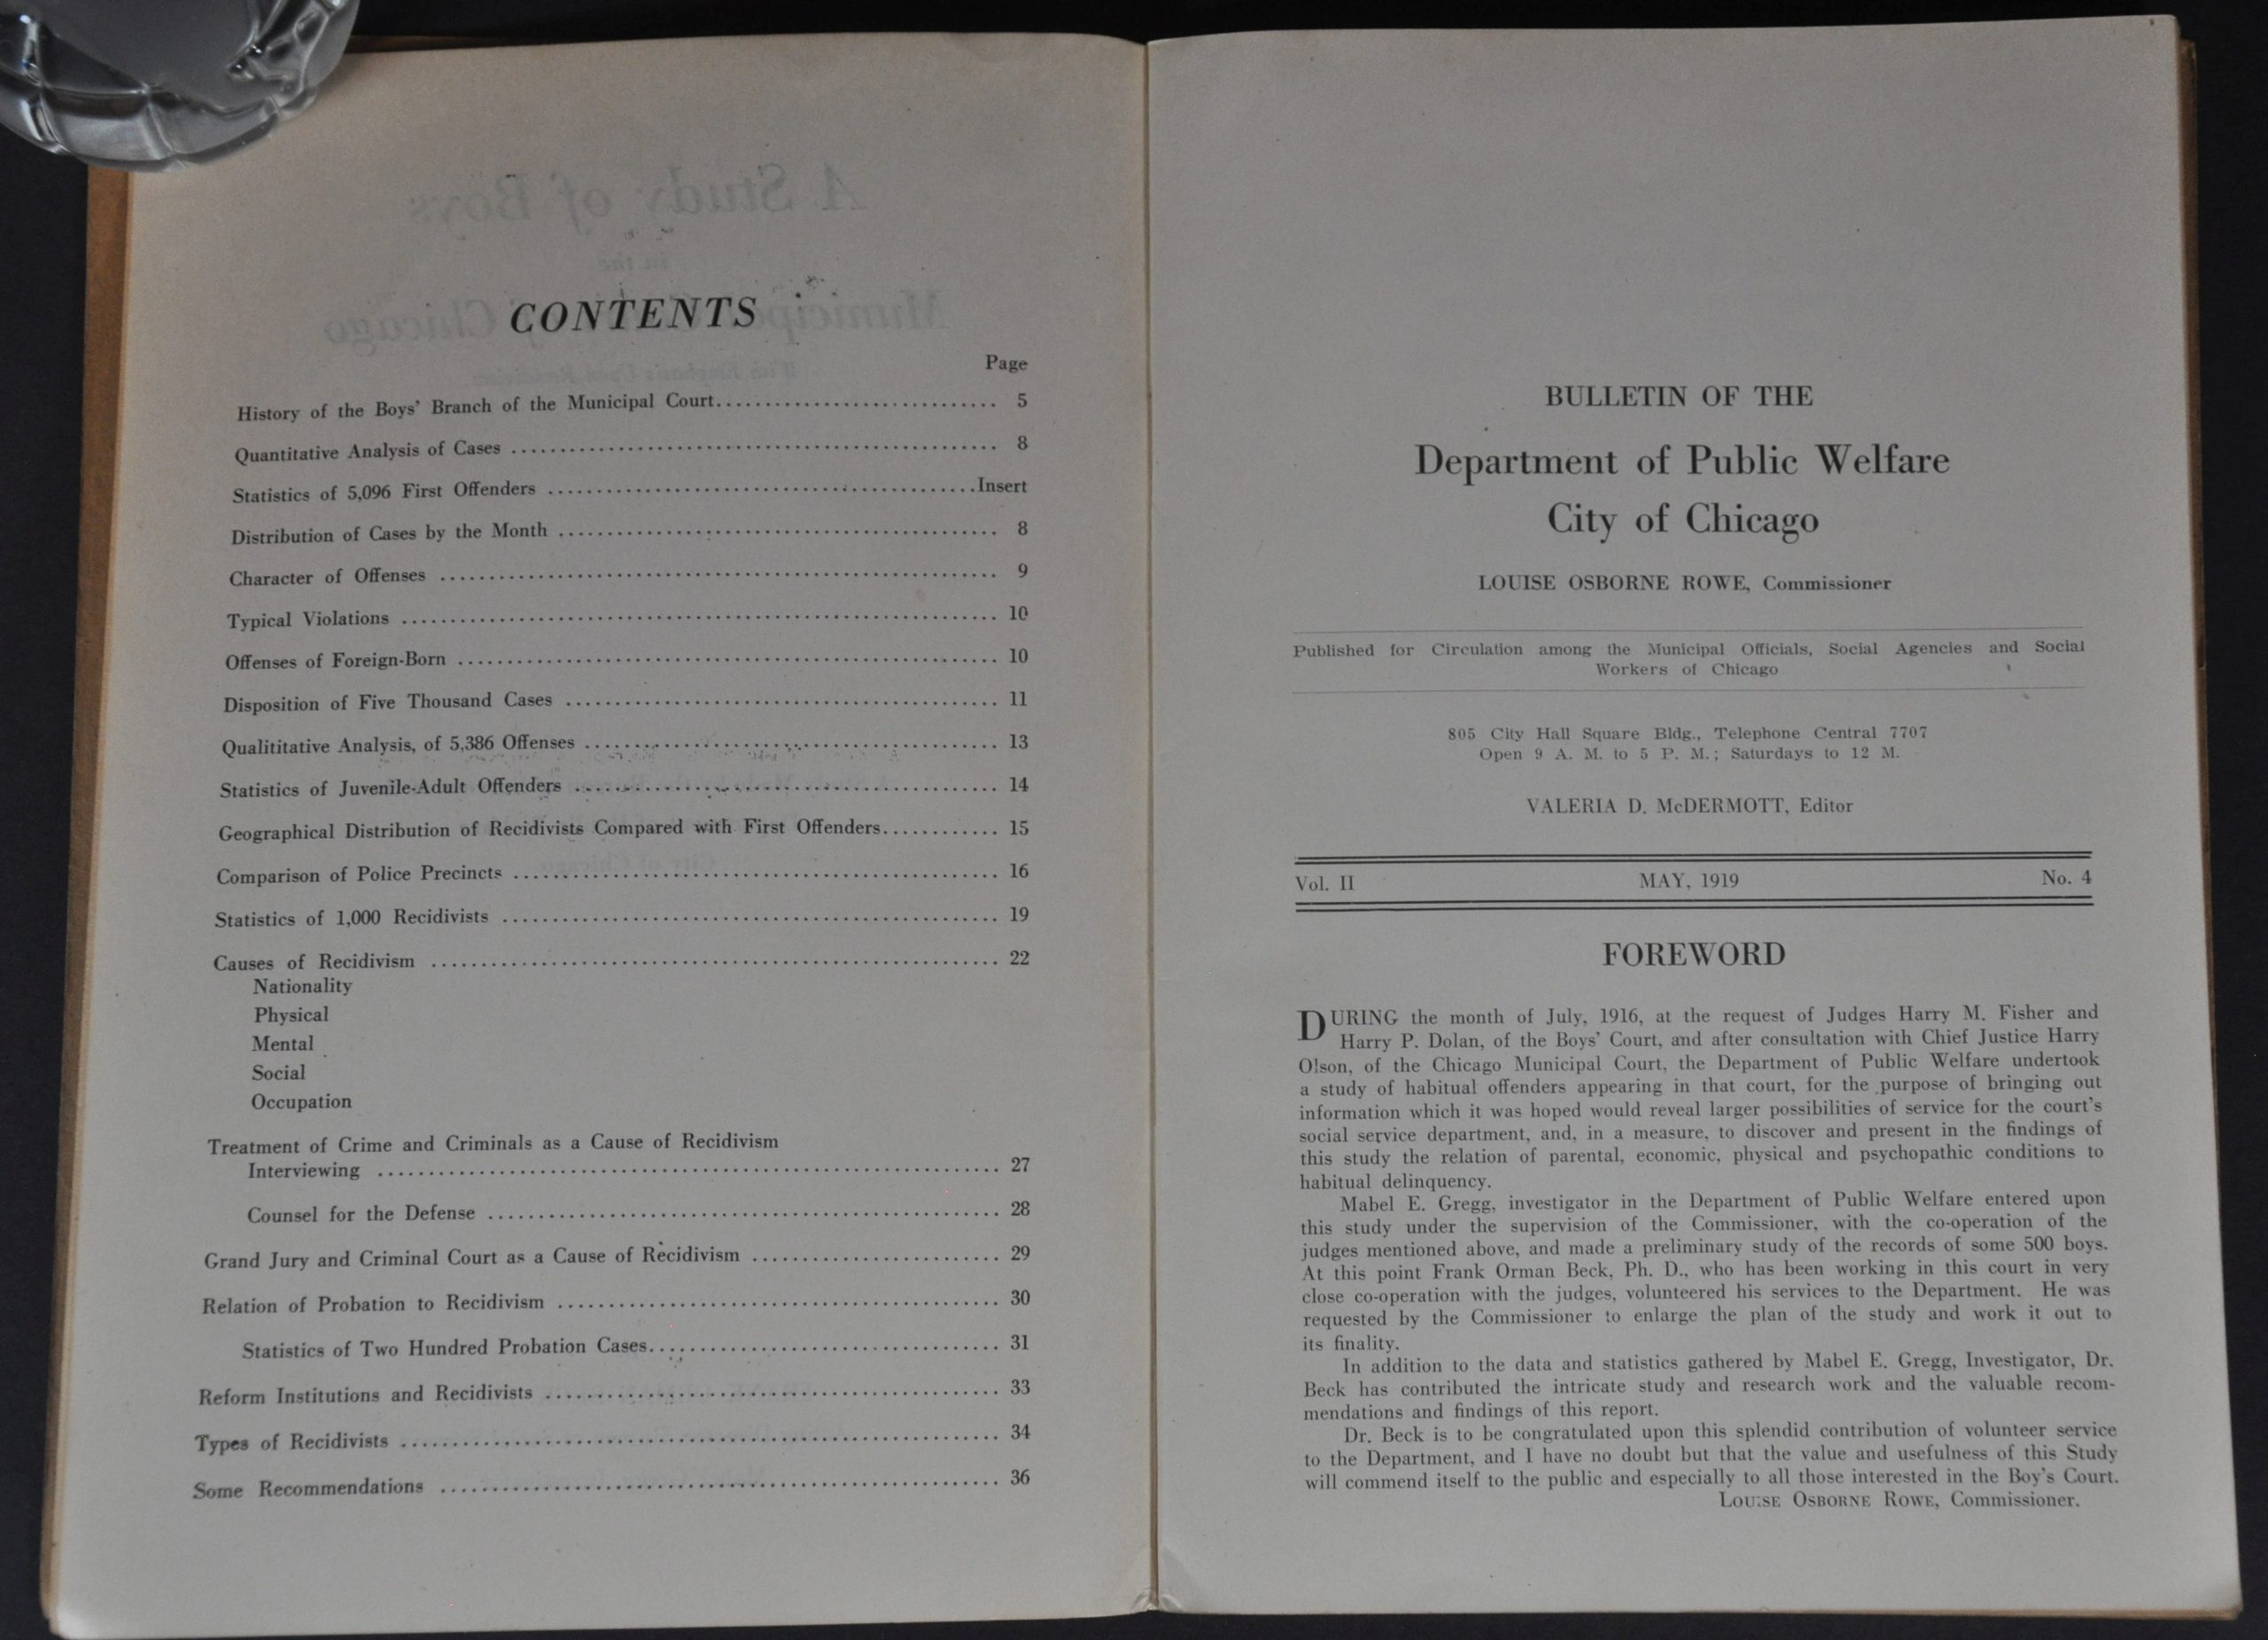 CONTENTS
Page
History of the Boys' Branch of the Municipal Court............................ 5
Quantitative Analysis of Cases ................................................ 8
Statistics of 5,096 First Offenders ...........................................Insert
Distribution of Cases by the Month ............................................ 8
Character of Offenses ......................................................... 9
Typical Violations ............................................................ 10
Offenses of Foreign-Born ...................................................... 10
Disposition of Five Thousand Cases ............................................ 11
Qualititative Analysis, of 5,386 Offenses ..................................... 13
Statistics of Juvenile-Adult Offenders ........................................ 14
Geographical Distribution of Recidivists Compared with First Offenders............ 15
Comparison of Police Precincts ................................................ 16
Statistics of 1,000 Recidivists ............................................... 19
Causes of Recidivism .......................................................... 22
Nationality
Physical
Mental
Social
Occupation
Treatment of Crime and Criminals as a Cause of Recidivism
Interviewing .................................................................. 27
Counsel for the Defense ....................................................... 28
Grand Jury and Criminal Court as a Cause of Recidivism ......................... 29
Relation of Probation to Recidivism ........................................... 30
Statistics of Two Hundred Probation Cases................................... 31
Reform Institutions and Recidivists ........................................... 33
Types of Recidivists .......................................................... 34
Some Recommendations .......................................................... 36
BULLETIN OF THE
Department of Public Welfare
City of Chicago
LOUISE OSBORNE ROWE, Commissioner
Published for Circulation among the Municipal Officials, Social Agencies and Social
Workers of Chicago
805 City Hall Square Bldg., Telephone Central 7707
Open 9 A. M. to 5 P. M.; Saturdays to 12 M.
VALERIA D. McDERMOTT, Editor
Vol. II MAY, 1919 No. 4
FOREWORD
DURING the month of July, 1916, at the request of Judges Harry M. Fisher and
Harry P. Dolan, of the Boys' Court, and after consultation with Chief Justice Harry
Olson, of the Chicago Municipal Court, the Department of Public Welfare undertook
a study of habitual offenders appearing in that court, for the purpose of bringing out
information which it was hoped would reveal larger possibilities of service for the court's
social service department, and, in a measure, to discover and present in the findings of
this study the relation of parental, economic, physical and psychopathic conditions to
habitual delinquency.
Mabel E. Gregg, investigator in the Department of Public Welfare entered upon
this study under the supervision of the Commissioner, with the co-operation of the
judges mentioned above, and made a preliminary study of the records of some 500 boys.
At this point Frank Orman Beck, Ph. D., who has been working in this court in very
close co-operation with the judges, volunteered his services to the Department. He was
requested by the Commissioner to enlarge the plan of the study and work it out to
its finality.
In addition to the data and statistics gathered by Mabel E. Gregg, Investigator, Dr.
Beck has contributed the intricate study and research work and the valuable recom-
mendations and findings of this report.
Dr. Beck is to be congratulated upon this splendid contribution of volunteer service
to the Department, and I have no doubt but that the value and usefulness of this Study
will commend itself to the public and especially to all those interested in the Boy's Court.
LOUISE OSBORNE ROWE, Commissioner.